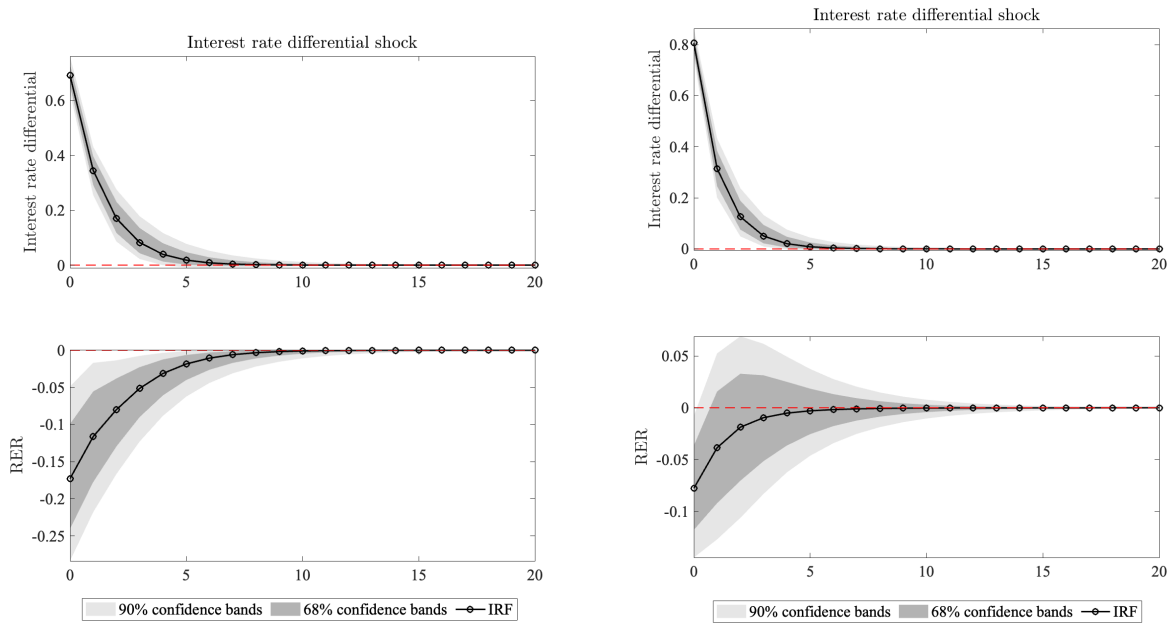 Interest rate differential shock
Interest rate differential
0.6
0.4
0.2
0
0 5 10 15 20
RER
0
-0.05
-0.1
-0.15
-0.2
-0.25
0 5 10 15 20
90% confidence bands 68% confidence bands IRF
Interest rate differential shock
Interest rate differential
0.8
0.6
0.4
0.2
0
0 5 10 15 20
RER
0.05
0
-0.05
-0.1
0 5 10 15 20
90% confidence bands 68% confidence bands IRF